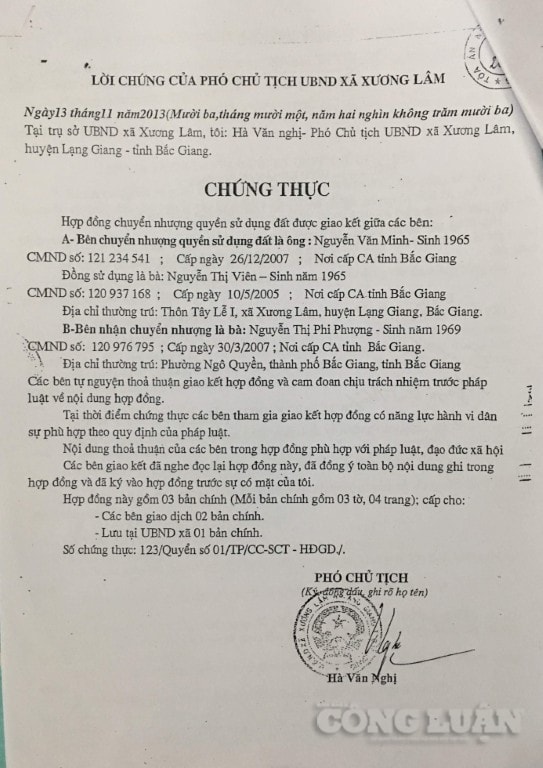 TÒA ÁN
LỜI CHỨNG CỦA PHÓ CHỦ TỊCH UBND XÃ XƯƠNG LÂM
Ngày13 tháng11 năm2013(Mười ba,tháng mười một, năm hai nghìn không trăm mười ba)
Tại trụ sở UBND xã Xương Lâm, tôi: Hà Văn nghị- Phó Chủ tịch UBND xã Xương Lâm,
huyện Lạng Giang - tỉnh Bắc Giang.
CHỨNG THỰC
Hợp đồng chuyển nhượng quyền sử dụng đất được giao kết giữa các bên:
A- Bên chuyển nhượng quyền sử dụng đất là ông : Nguyễn Văn Minh- Sinh 1965
CMND số: 121 234 541 ; Cấp ngày 26/12/2007 ; Nơi cấp CA tỉnh Bắc Giang
Đồng sử dụng là bà: Nguyễn Thị Viên – Sinh năm 1965
CMND số: 120 937 168 ; Cấp ngày 10/5/2005 ; Nơi cấp CA tỉnh Bắc Giang
Địa chỉ thường trú: Thôn Tây Lễ I, xã Xương Lâm, huyện Lạng Giang, Bắc Giang.
B-Bên nhận chuyển nhượng là bà: Nguyễn Thị Phi Phượng - Sinh năm 1969
CMND số: 120 976 795 ; Cấp ngày 30/3/2007 ; Nơi cấp CA tỉnh Bắc Giang.
Địa chỉ thường trú: Phường Ngô Quyền, thành phố Bắc Giang, tỉnh Bắc Giang
Các bên tự nguyện thoả thuận giao kết hợp đồng và cam đoan chịu trách nhiệm trước pháp
luật về nội dung hợp đồng.
Tại thời điểm chứng thực các bên tham gia giao kết hợp đồng có năng lực hành vi dân
sự phù hợp theo quy định của pháp luật.
Nội dung thoả thuận của các bên trong hợp đồng phù hợp với pháp luật, đạo đức xã hội
Các bên giao kết đã nghe đọc lại hợp đồng này, đã đồng ý toàn bộ nội dung ghi trong
hợp đồng và đã ký vào hợp đồng trước sự có mặt của tôi.
Hợp đồng này gồm 03 bản chính (Mỗi bản chính gồm 03 tờ, 04 trang); cấp cho:
- Các bên giao dịch 02 bản chính.
- Lưu tại UBND xã 01 bản chính.
Số chứng thực: 123/Quyển số 01/TP/CC-SCT - HĐGD./.
PHÓ CHỦ TỊCH
(Ký, đóng dấu, ghi rõ họ tên)
U.B.N.D XÃ XƯƠNG LÂM
Hà Văn Nghị
CÔNG LUẬN